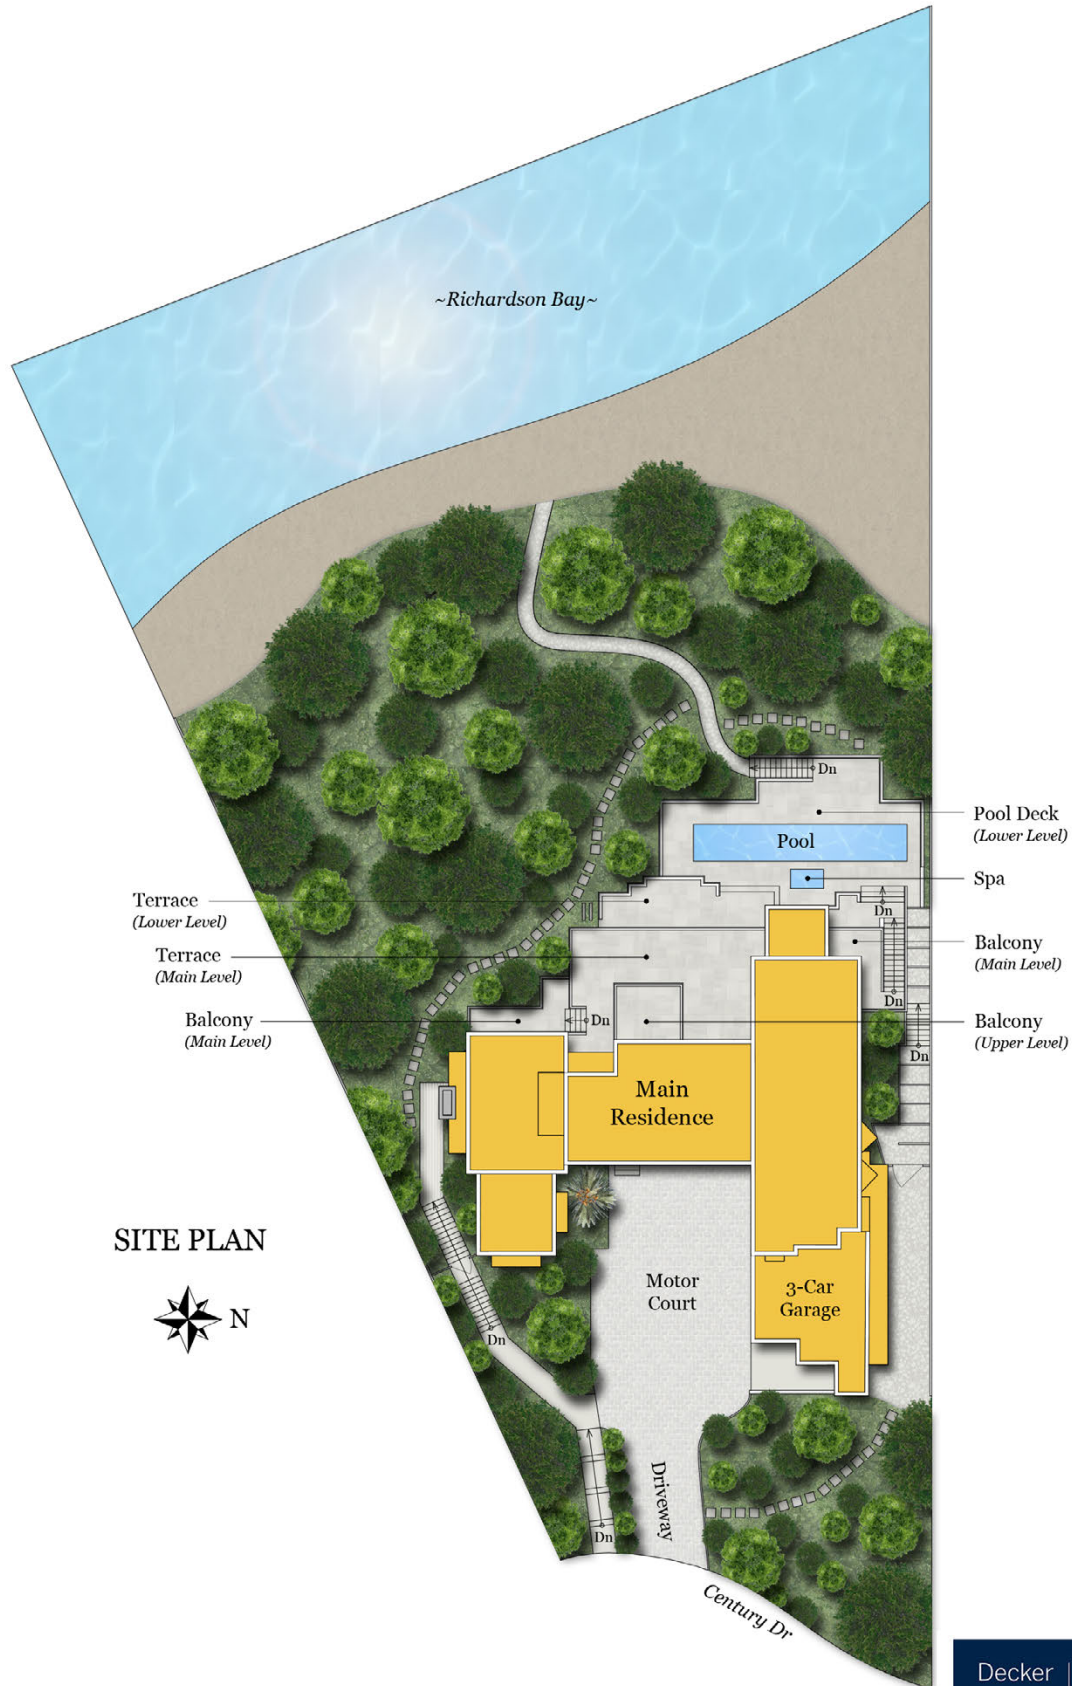 ~Richardson Bay~
Dn
Pool Deck
(Lower Level)
Pool
Spa
Terrace
(Lower Level)
Dn
Terrace
(Main Level)
Balcony
(Main Level)
Dn
Balcony
(Main Level)
Dn
Balcony
(Upper Level)
Dn
Main
Residence
SITE PLAN
N
Motor
Court
3-Car
Garage
Dn
Driveway
Dn
Century Dr
Decker